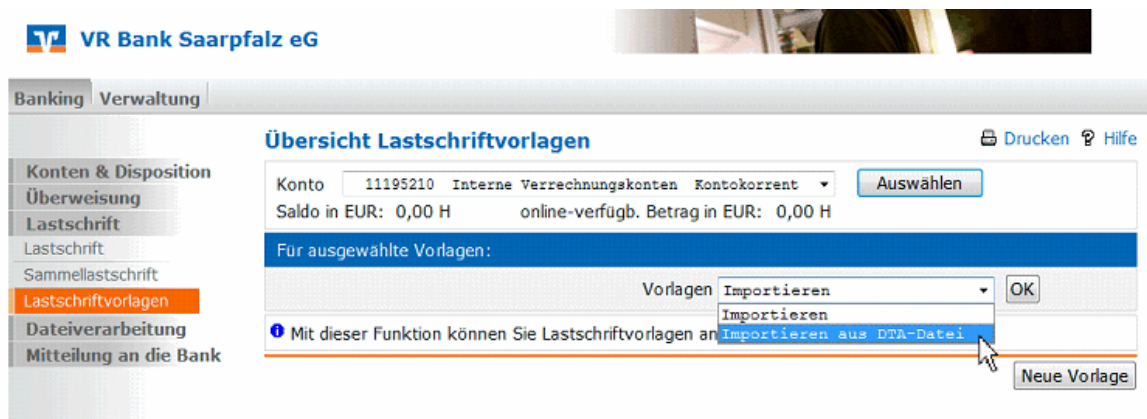 VR Bank Saarpfalz eG
Banking Verwaltung
Übersicht Lastschriftvorlagen
Drucken Hilfe
Konten & Disposition
Überweisung
Lastschrift
Lastschrift
Sammellastschrift
Lastschriftvorlagen
Dateiverarbeitung
Mitteilung an die Bank
Konto 11195210 Interne Verrechnungskonten Kontokorrent Auswählen
Saldo in EUR: 0,00 H online-verfügb. Betrag in EUR: 0,00 H
Für ausgewählte Vorlagen:
Vorlagen Importieren OK
Importieren
Importieren aus DTA-Datei
Mit dieser Funktion können Sie Lastschriftvorlagen an
Neue Vorlage